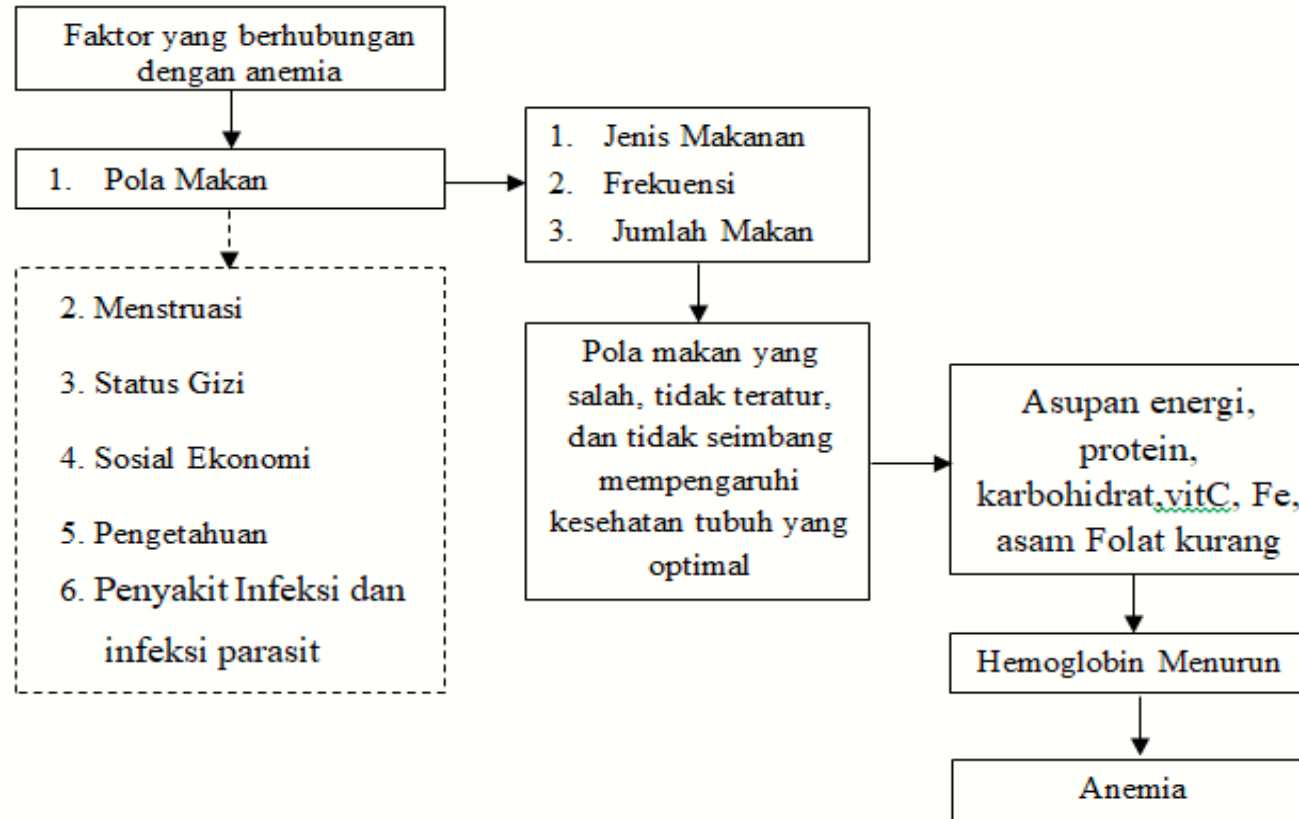 Faktor yang berhubungan
dengan anemia
1. Pola Makan
2. Menstruasi
3. Status Gizi
4. Sosial Ekonomi
5. Pengetahuan
6. Penyakit Infeksi dan
infeksi parasit
1. Jenis Makanan
2. Frekuensi
3. Jumlah Makan
Pola makan yang
salah, tidak teratur,
dan tidak seimbang
mempengaruhi
kesehatan tubuh yang
optimal
Asupan energi,
protein,
karbohidrat,vitC, Fe,
asam Folat kurang
Hemoglobin Menurun
Anemia